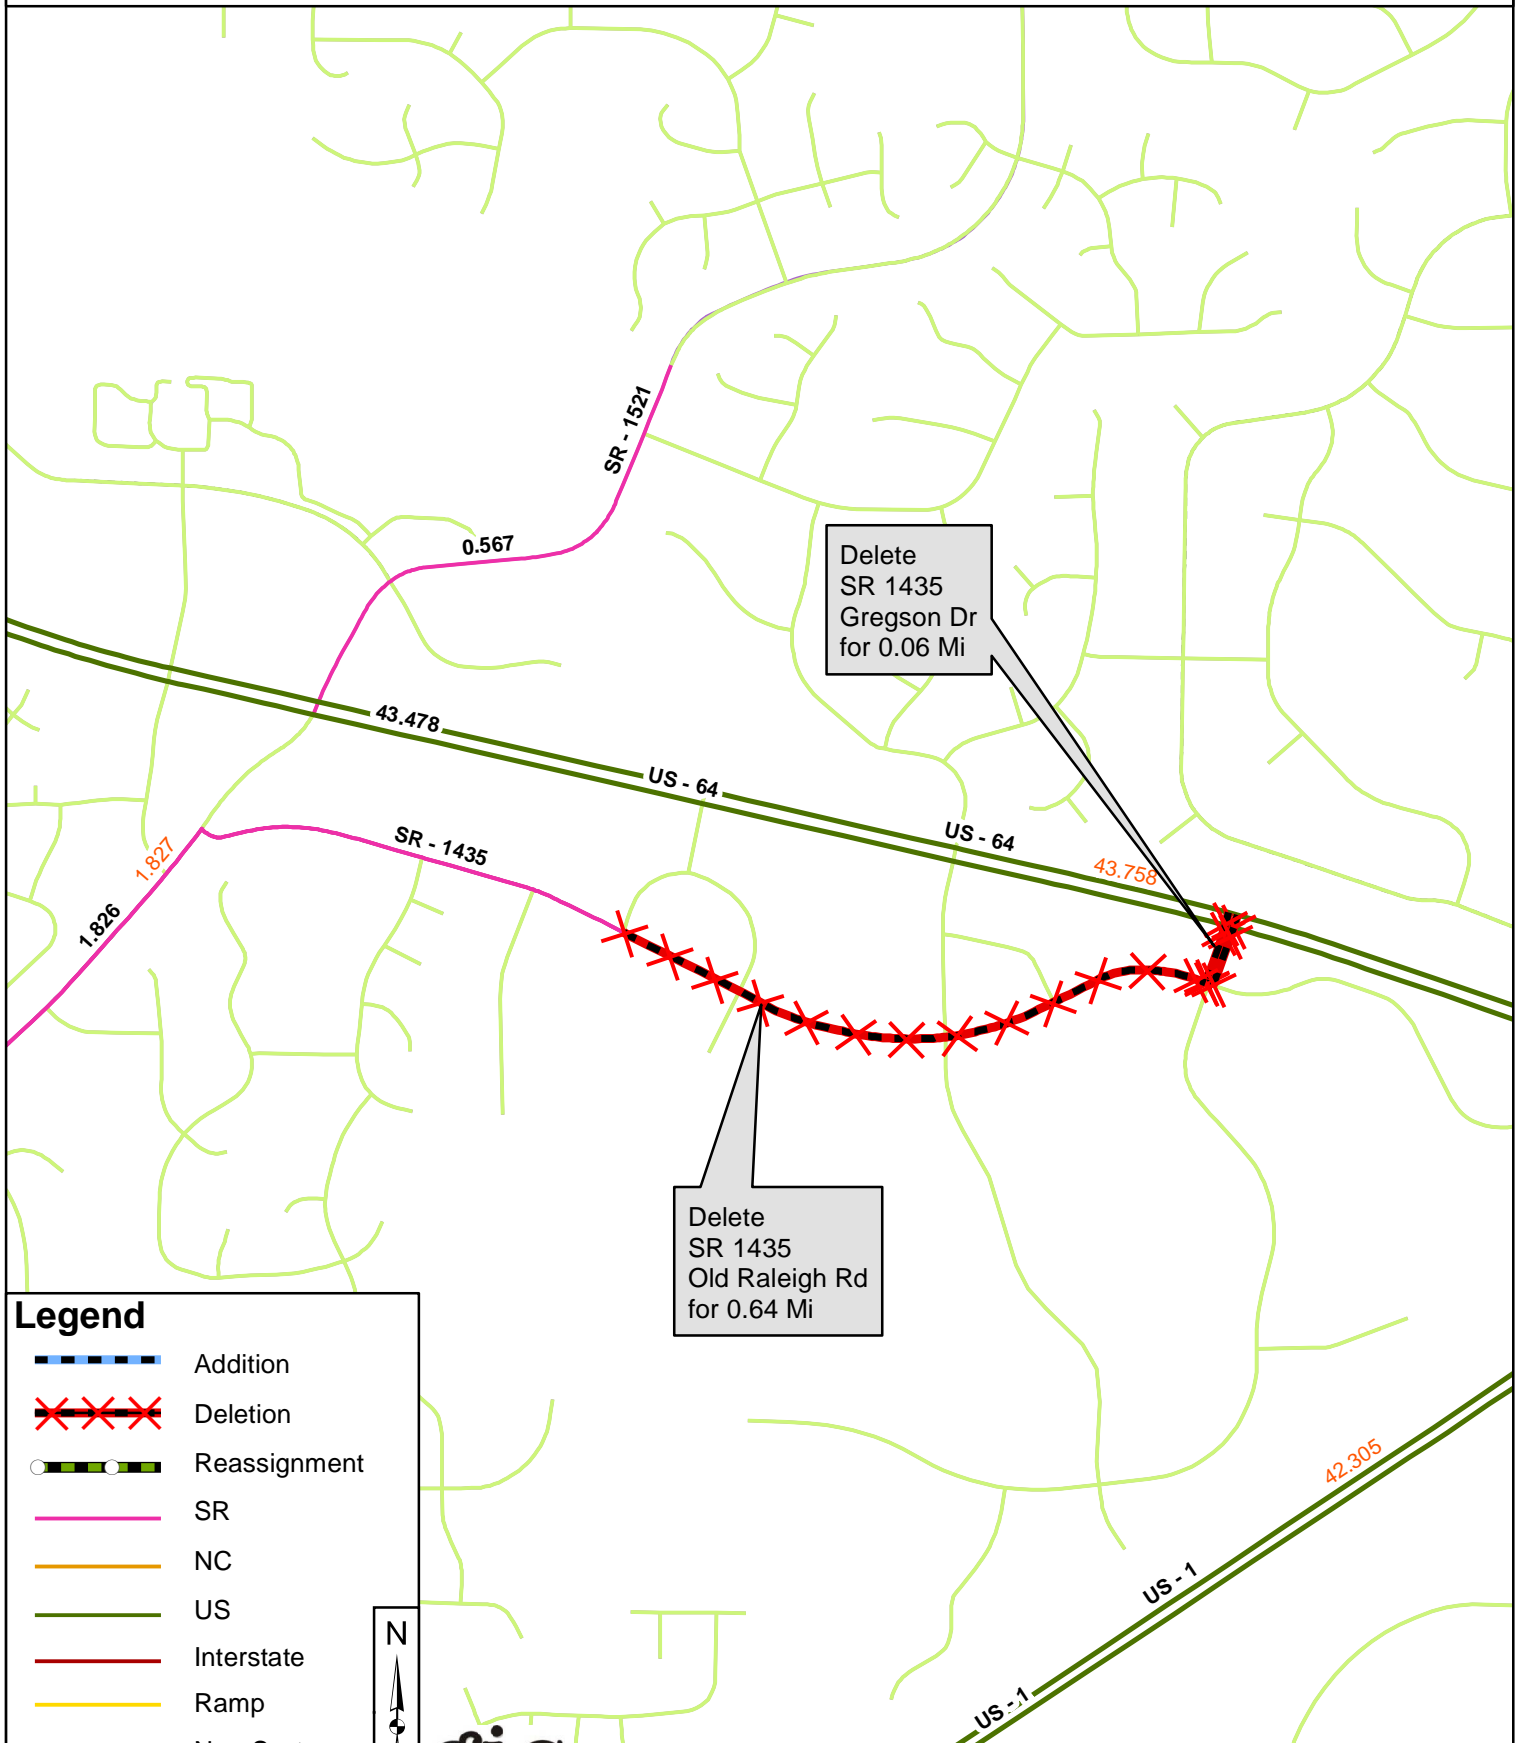 SR - 1521
0.567
Delete
SR 1435
Gregson Dr
for 0.06 Mi
43.478
US - 64
US - 64
43.758
SR - 1435
1.827
1.826
Delete
SR 1435
Old Raleigh Rd
for 0.64 Mi
Legend
Addition
Deletion
Reassignment
SR
NC
US
Interstate
Ramp
N
42.305
US - 1
US - 1